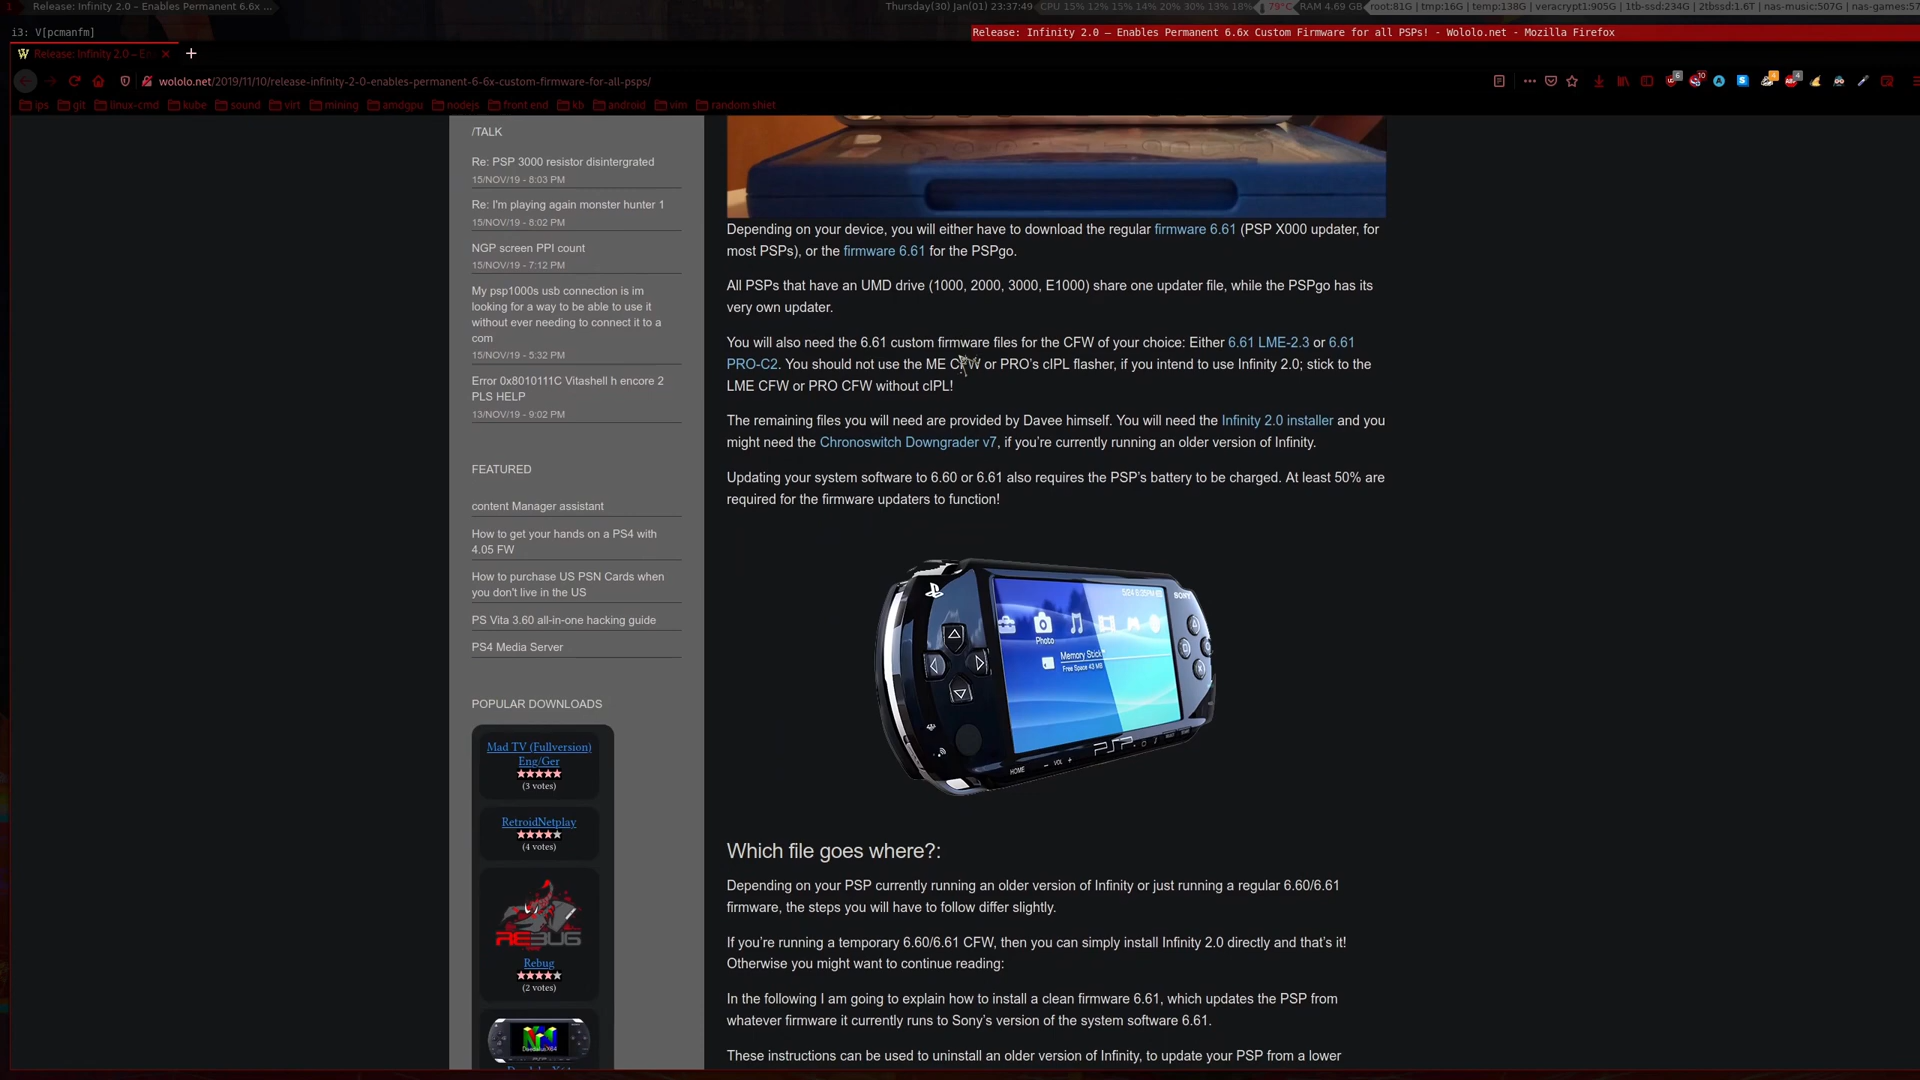 1 Release: Infinity 2.0 – Enables Permanent 6.6x ...
Thursday(30) Jan(01) 23:37:49 CPU 15% 12% 15% 14% 20% 30% 19% 18% 79°C RAM 4.69 GB root:81G | tmp:16G | temp:138G | veracrypt1:905G | 1tb-ssd:234G | 2tbssd:1.6T | nas-music:507G | nas-games:57
i3: V[pcmanfm]
Release: Infinity 2.0 – Enables Permanent 6.6x Custom Firmware for all PSPs! - Wololo.net - Mozilla Firefox
Release: Infinity 2.0 – E
wololo.net/2019/11/10/release-infinity-2-0-enables-permanent-6-6x-custom-firmware-for-all-psps/
ips git linux-cmd kube sound virt mining amdgpu nodejs front end kb android vim random shiet
/TALK
Re: PSP 3000 resistor disintergrated
15/NOV/19 - 8:03 PM
Re: I'm playing again monster hunter 1
15/NOV/19 - 8:02 PM
NGP screen PPI count
15/NOV/19 - 7:12 PM
My psp1000s usb connection is im
looking for a way to be able to use it
without ever needing to connect it to a
com
15/NOV/19 - 5:32 PM
Error 0x8010111C Vitashell h encore 2
PLS HELP
13/NOV/19 - 9:02 PM
FEATURED
content Manager assistant
How to get your hands on a PS4 with
4.05 FW
How to purchase US PSN Cards when
you don't live in the US
PS Vita 3.60 all-in-one hacking guide
PS4 Media Server
POPULAR DOWNLOADS
Mad TV (Fullversion)
Eng/Ger
(3 votes)
RetroidNetplay
(4 votes)
REBUG
Rebug
(2 votes)
Depending on your device, you will either have to download the regular firmware 6.61 (PSP X000 updater, for
most PSPs), or the firmware 6.61 for the PSPgo.
All PSPs that have an UMD drive (1000, 2000, 3000, E1000) share one updater file, while the PSPgo has its
very own updater.
You will also need the 6.61 custom firmware files for the CFW of your choice: Either 6.61 LME-2.3 or 6.61
PRO-C2. You should not use the ME CFW or PRO's cIPL flasher, if you intend to use Infinity 2.0; stick to the
LME CFW or PRO CFW without cIPL!
The remaining files you will need are provided by Davee himself. You will need the Infinity 2.0 installer and you
might need the Chronoswitch Downgrader v7, if you're currently running an older version of Infinity.
Updating your system software to 6.60 or 6.61 also requires the PSP's battery to be charged. At least 50% are
required for the firmware updaters to function!
SONY
Photo
Memory Stick™
Free Space 43 MB
PSP
HOME - VOL +
Which file goes where?:
Depending on your PSP currently running an older version of Infinity or just running a regular 6.60/6.61
firmware, the steps you will have to follow differ slightly.
If you're running a temporary 6.60/6.61 CFW, then you can simply install Infinity 2.0 directly and that's it!
Otherwise you might want to continue reading:
In the following I am going to explain how to install a clean firmware 6.61, which updates the PSP from
whatever firmware it currently runs to Sony's version of the system software 6.61.
These instructions can be used to uninstall an older version of Infinity, to update your PSP from a lower